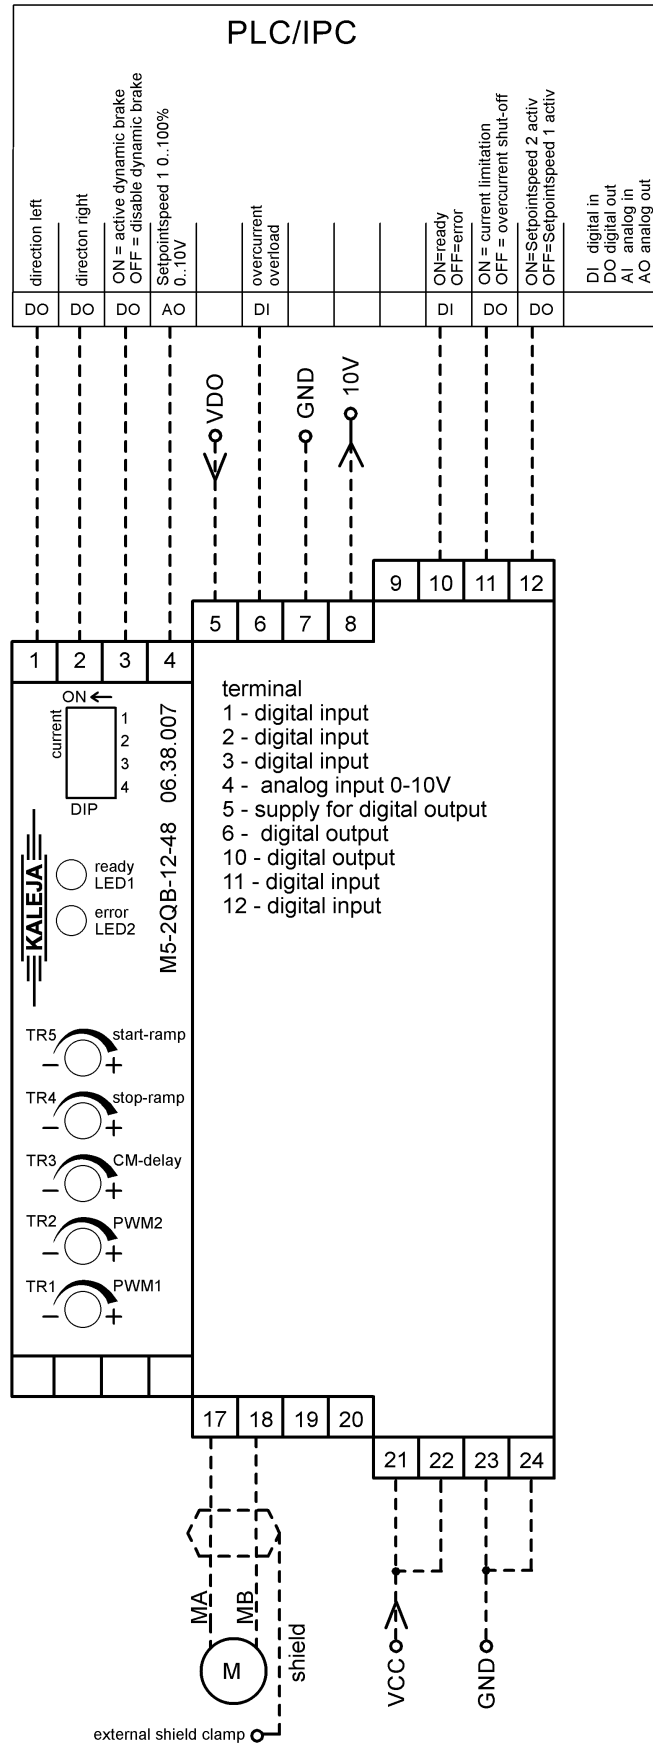 PLC/IPC
direction left
directon right
ON = active dynamic brake
OFF = disable dynamic brake
Setpointspeed 1 0..100%
0..10V
overcurrent
overload
ON=ready
OFF=error
ON = current limitation
OFF = overcurrent shut-off
ON=Setpointspeed 2 activ
OFF=Setpointspeed 1 activ
DI digital in
DO digital out
AI analog in
AO analog out
DO DO DO AO DI DI DO DO
VDO
GND
10V
9 10 11 12
5 6 7 8
1 2 3 4
ON
current
1
2
3
4
DIP
M5-2QB-12-48 06.38.007
KALEJA
ready
LED1
error
LED2
terminal
1 - digital input
2 - digital input
3 - digital input
4 - analog input 0-10V
5 - supply for digital output
6 - digital output
10 - digital output
11 - digital input
12 - digital input
TR5 start-ramp
− +
TR4 stop-ramp
− +
TR3 CM-delay
− +
TR2 PWM2
− +
TR1 PWM1
− +
17 18 19 20
21 22 23 24
MA
MB
M
shield
external shield clamp
VCC
GND